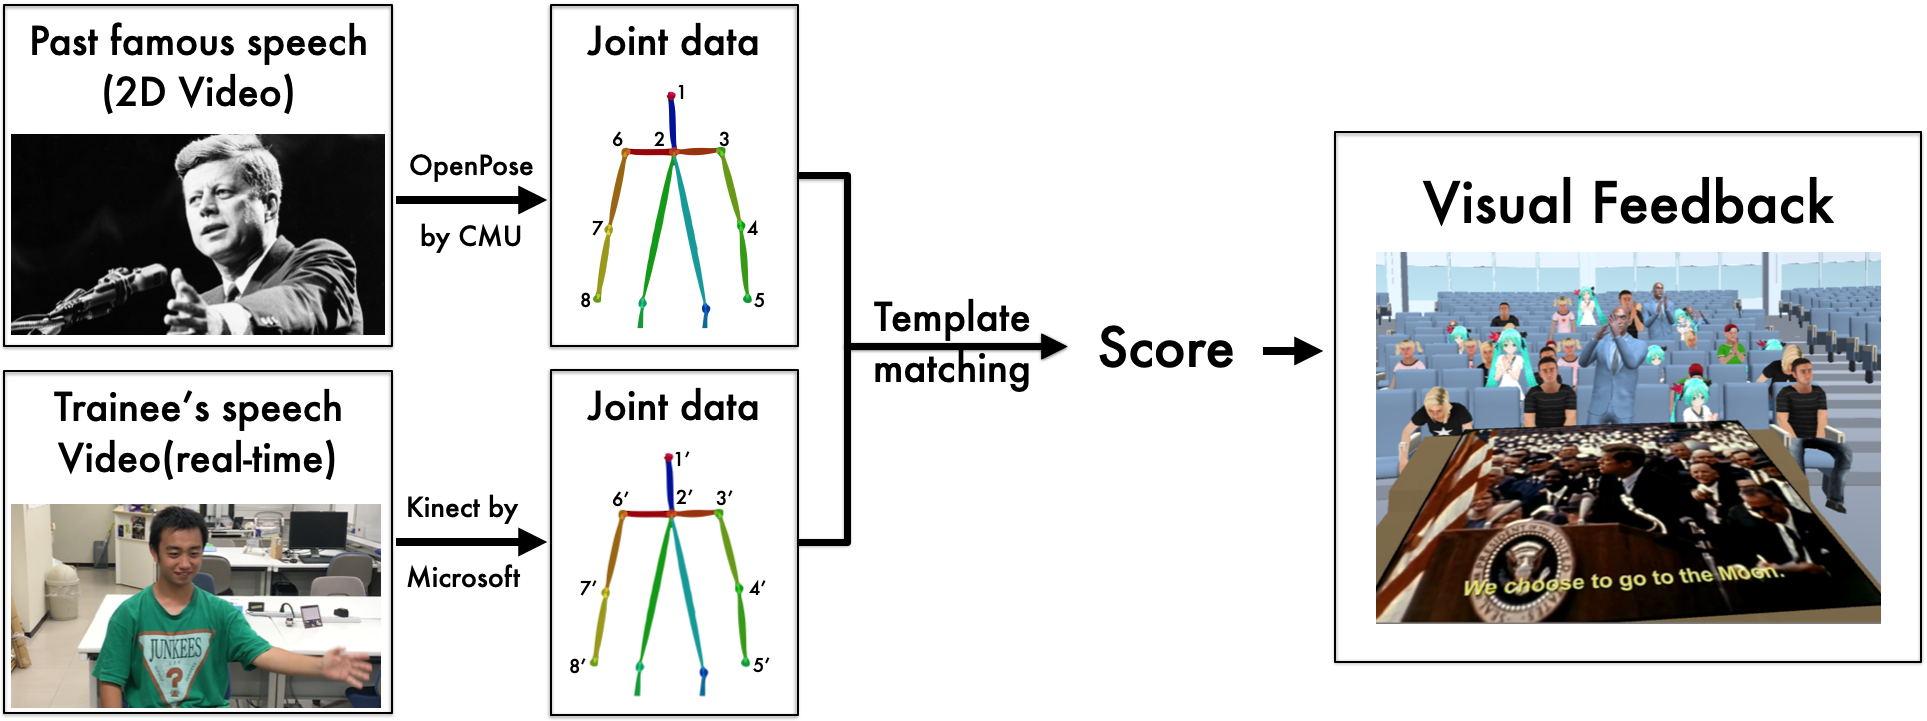 Past famous speech
(2D Video)
OpenPose
by CMU
Joint data
1
6
2
3
7
4
8
5
Trainee's speech
Video(real-time)
JUNKEES
?
Kinect by
Microsoft
Joint data
1′
6′
2′
3′
7′
4′
8′
5′
Template
matching
Score
Visual Feedback
We choose to go to the Moon.